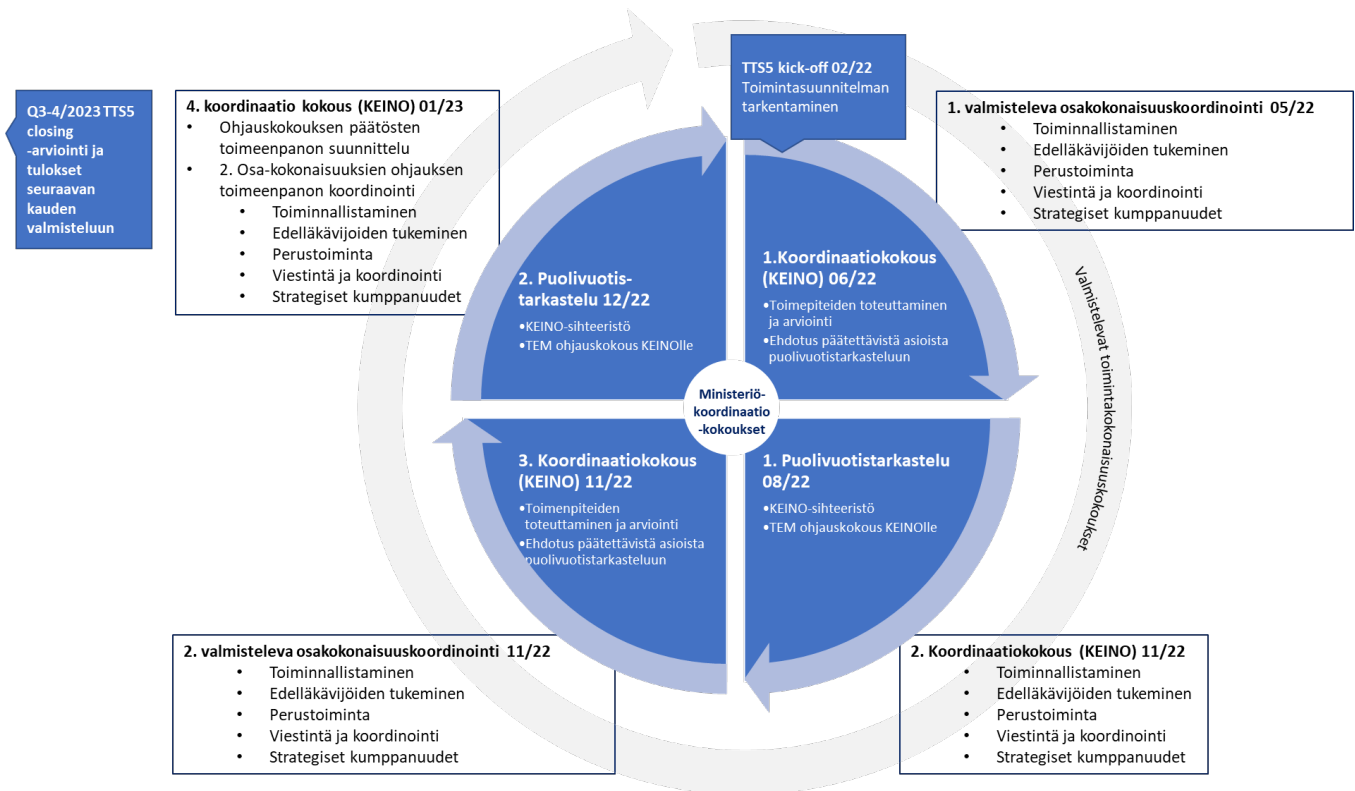 TTS5 kick-off 02/22
Toimintasuunnitelman
tarkentaminen
Q3-4/2023 TTS5
closing
-arviointi ja
tulokset
seuraavan
kauden
valmisteluun
4. koordinaatio kokous (KEINO) 01/23
• Ohjauskokouksen päätösten
toimeenpanon suunnittelu
• 2. Osa-kokonaisuuksien ohjauksen
toimeenpanon koordinointi
• Toiminnallistaminen
• Edelläkävijöiden tukeminen
• Perustoiminta
• Viestintä ja koordinointi
• Strategiset kumppanuudet
1. valmisteleva osakokonaisuuskoordinointi 05/22
• Toiminnallistaminen
• Edelläkävijöiden tukeminen
• Perustoiminta
• Viestintä ja koordinointi
• Strategiset kumppanuudet
2. Puolivuotis-
tarkastelu 12/22
•KEINO-sihteeristö
•TEM ohjauskokous KEINOlle
1.Koordinaatiokokous
(KEINO) 06/22
•Toimepiteiden toteuttaminen
ja arviointi
•Ehdotus päätettävistä asioista
puolivuotistarkasteluun
Valmistelevat toimintakokonaisuuskokoukset
Ministeriö-
koordinaatio
-kokoukset
3. Koordinaatiokokous
(KEINO) 11/22
•Toimenpiteiden
toteuttaminen ja arviointi
•Ehdotus päätettävistä asioista
puolivuotistarkasteluun
1. Puolivuotistarkastelu
08/22
•KEINO-sihteeristö
•TEM ohjauskokous KEINOlle
2. valmisteleva osakokonaisuuskoordinointi 11/22
• Toiminnallistaminen
• Edelläkävijöiden tukeminen
• Perustoiminta
• Viestintä ja koordinointi
• Strategiset kumppanuudet
2. Koordinaatiokokous (KEINO) 11/22
• Toiminnallistaminen
• Edelläkävijöiden tukeminen
• Perustoiminta
• Viestintä ja koordinointi
• Strategiset kumppanuudet